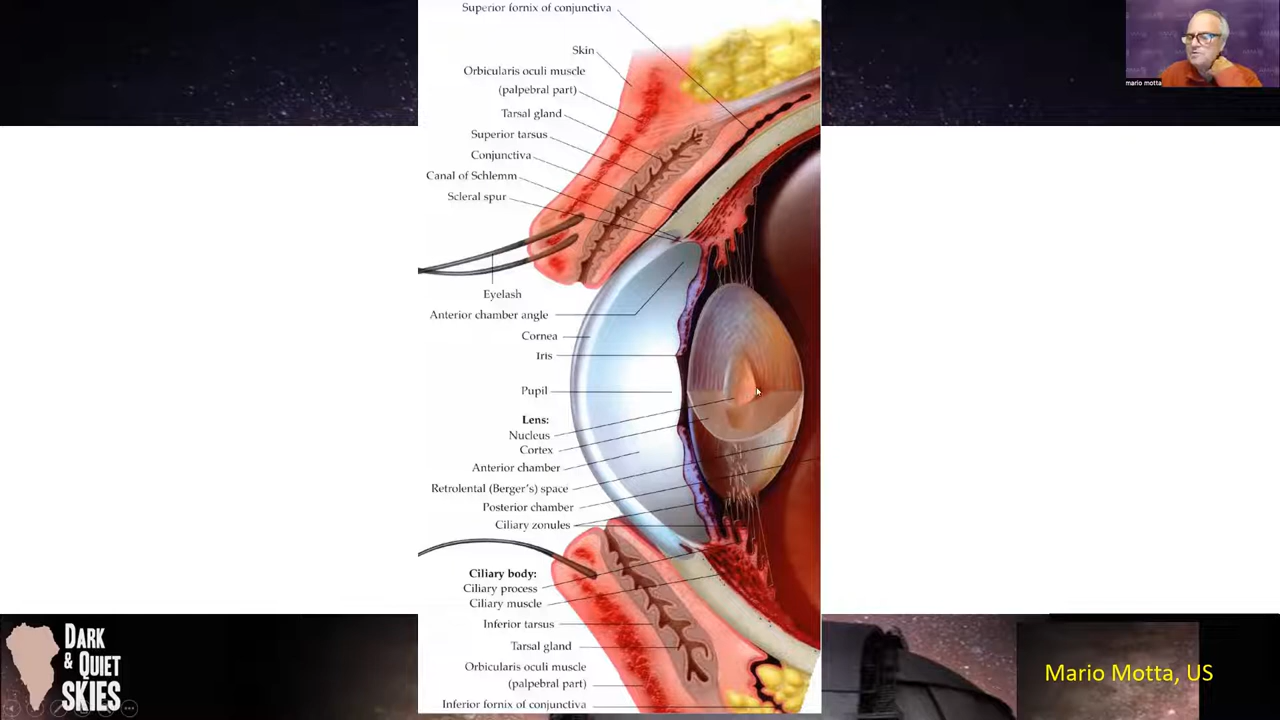 Superior fornix of conjunctiva
Skin
Orbicularis oculi muscle
(palpebral part)
Tarsal gland
Superior tarsus
Conjunctiva
Canal of Schlemm
Scleral spur
Eyelash
Anterior chamber angle
Cornea
Iris
Pupil
Lens:
Nucleus
Cortex
Anterior chamber
Retrolental (Berger's) space
Posterior chamber
Ciliary zonules
Ciliary body:
Ciliary process
Ciliary muscle
Inferior tarsus
Tarsal gland
Orbicularis oculi muscle
(palpebral part)
Inferior fornix of conjunctiva
mario motta
DARK
& QUIET
SKIES
Mario Motta, US